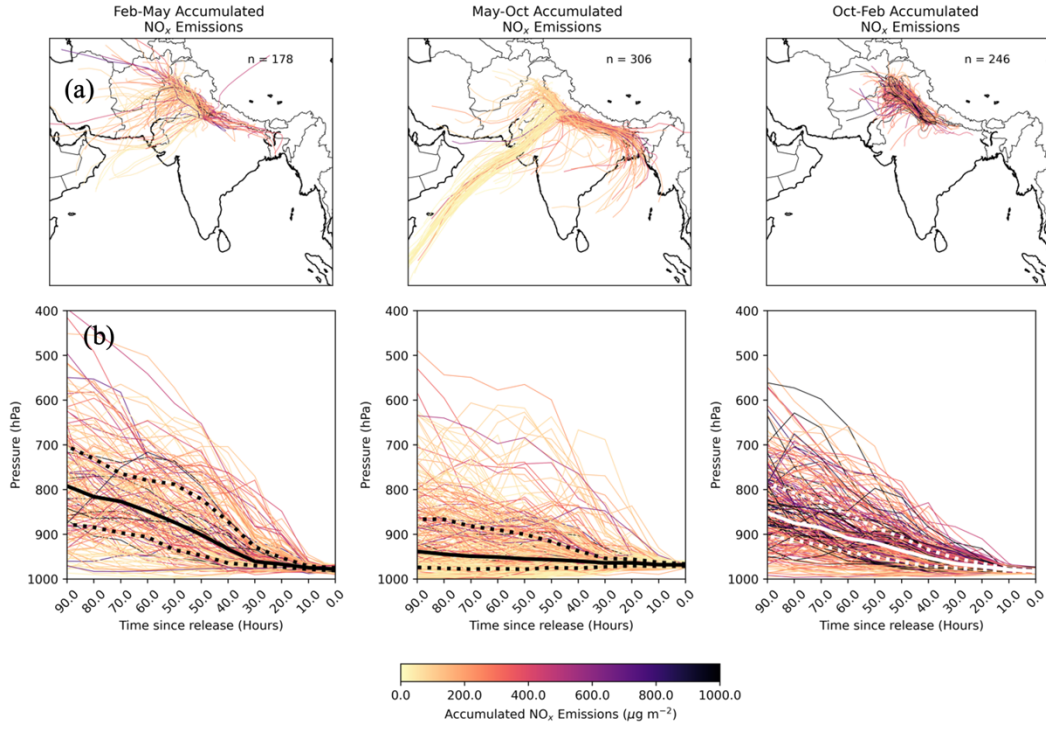 Feb-May Accumulated
NOₓ Emissions
May-Oct Accumulated
NOₓ Emissions
Oct-Feb Accumulated
NOₓ Emissions
(a)
n = 178
n = 306
n = 246
(b)
400
500
600
700
800
900
1000
Pressure (hPa)
90.0
80.0
70.0
60.0
50.0
40.0
30.0
20.0
10.0
0.0
Time since release (Hours)
400
500
600
700
800
900
1000
Pressure (hPa)
90.0
80.0
70.0
60.0
50.0
40.0
30.0
20.0
10.0
0.0
Time since release (Hours)
400
500
600
700
800
900
1000
Pressure (hPa)
90.0
80.0
70.0
60.0
50.0
40.0
30.0
20.0
10.0
0.0
Time since release (Hours)
0.0 200.0 400.0 600.0 800.0 1000.0
Accumulated NOₓ Emissions (μg m⁻²)